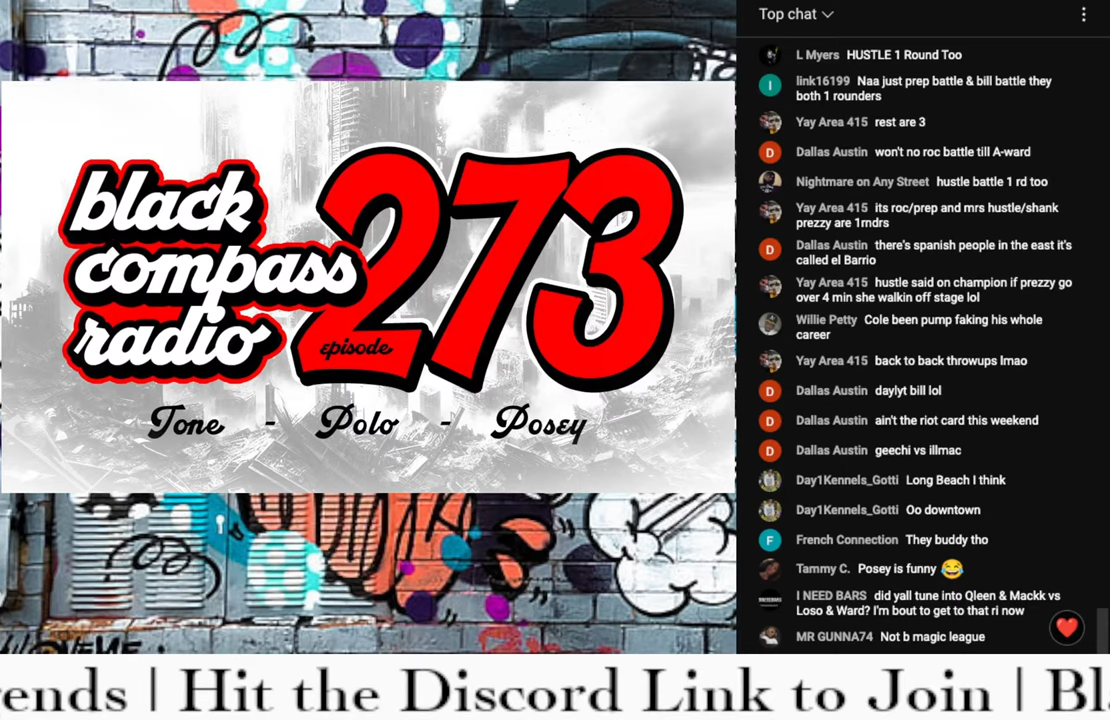 black
compass
radio
273
episode
Tone - Polo - Posey
Top chat
L Myers HUSTLE 1 Round Too
link16199 Naa just prep battle & bill battle they
both 1 rounders
Yay Area 415 rest are 3
Dallas Austin won't no roc battle till A-ward
Nightmare on Any Street hustle battle 1 rd too
Yay Area 415 its roc/prep and mrs hustle/shank
prezzy are 1rndrs
Dallas Austin there's spanish people in the east it's
called el Barrio
Yay Area 415 hustle said on champion if prezzy go
over 4 min she walkin off stage lol
Willie Petty Cole been pump faking his whole
career
Yay Area 415 back to back throwups lmao
Dallas Austin daylyt bill lol
Dallas Austin ain't the riot card this weekend
Dallas Austin geechi vs illmac
Day1Kennels_Gotti Long Beach I think
Day1Kennels_Gotti Oo downtown
French Connection They buddy tho
Tammy C. Posey is funny 😂
I NEED BARS did yall tune into Qleen & Mackk vs
Loso & Ward? I'm bout to get to that ri now
MR GUNNA74 Not b magic league
gends | Hit the Discord Link to Join | Bl